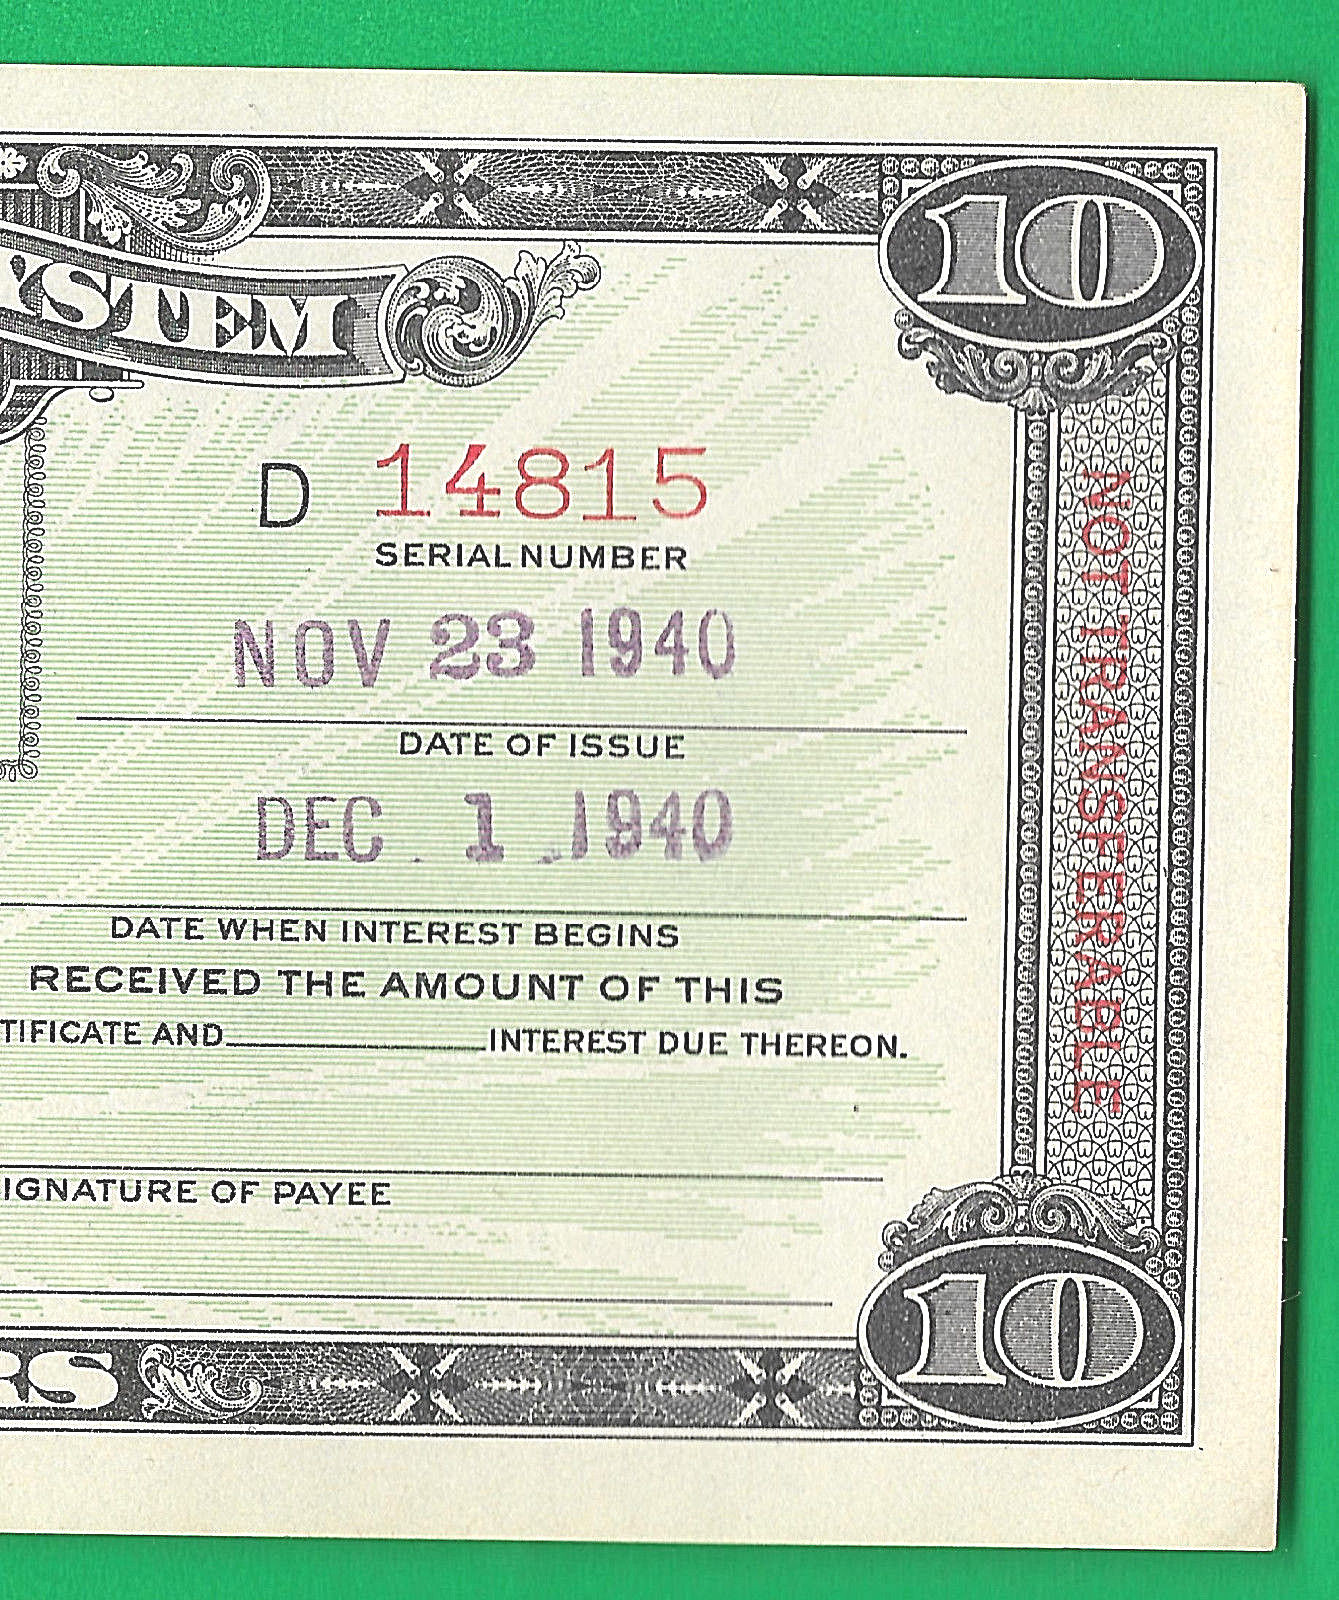 10
YSTEM
D 14815
SERIAL NUMBER
NOV 23 1940
DATE OF ISSUE
DEC 1 1940
DATE WHEN INTEREST BEGINS
RECEIVED THE AMOUNT OF THIS
TIFICATE AND INTEREST DUE THEREON.
IGNATURE OF PAYEE
NOT TRANSFERABLE
RS
10